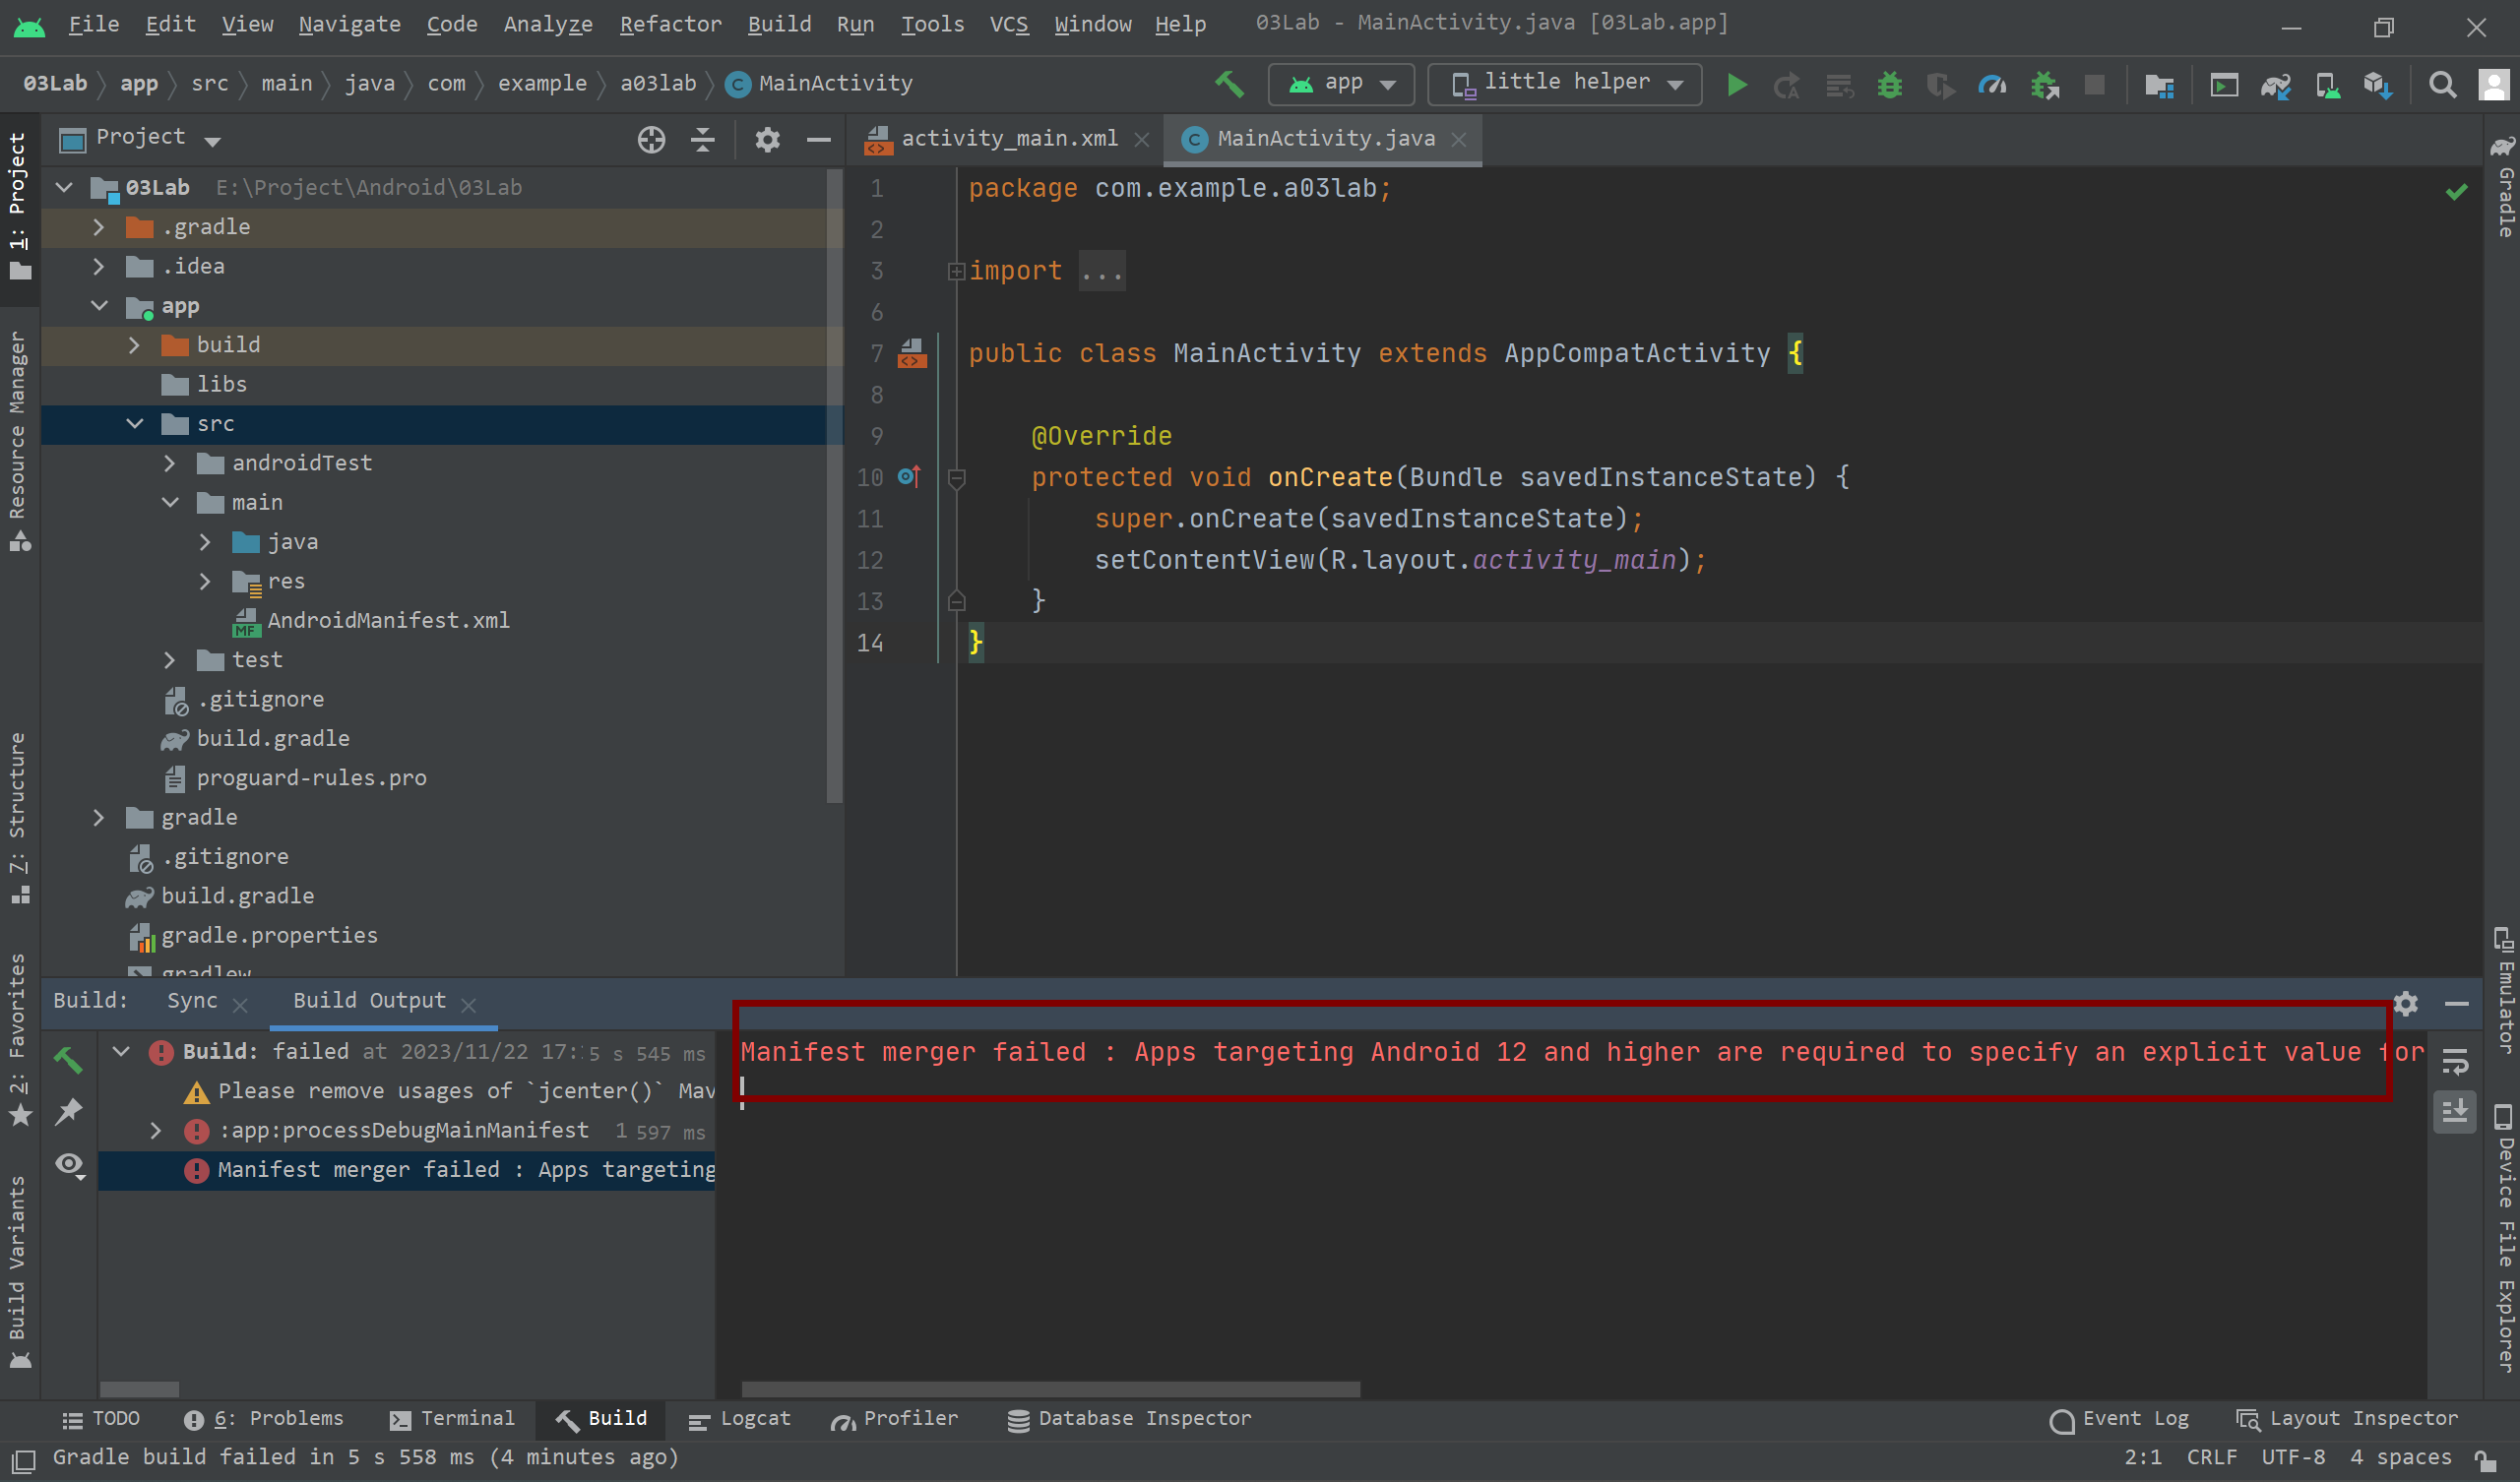 File Edit View Navigate Code Analyze Refactor Build Run Tools VCS Window Help 03Lab - MainActivity.java [03Lab.app]
03Lab app src main java com example a03lab MainActivity app little helper
Project
activity_main.xml MainActivity.java
1: Project
Resource Manager
7: Structure
2: Favorites
Build Variants
03Lab E:\Project\Android\03Lab
.gradle
.idea
app
build
libs
src
androidTest
main
java
res
AndroidManifest.xml
test
.gitignore
build.gradle
proguard-rules.pro
gradle
.gitignore
build.gradle
gradle.properties
gradlew
1 package com.example.a03lab;
2
3 import ...
6
7 public class MainActivity extends AppCompatActivity {
8
9 @Override
10 protected void onCreate(Bundle savedInstanceState) {
11 super.onCreate(savedInstanceState);
12 setContentView(R.layout.activity_main);
13 }
14 }
Gradle
Emulator
Device File Explorer
Build: Sync Build Output
Build: failed at 2023/11/22 17: 5 s 545 ms
Please remove usages of `jcenter()` Mav
:app:processDebugMainManifest 1 597 ms
Manifest merger failed : Apps targeting
Manifest merger failed : Apps targeting Android 12 and higher are required to specify an explicit value for
TODO 6: Problems Terminal Build Logcat Profiler Database Inspector Event Log Layout Inspector
Gradle build failed in 5 s 558 ms (4 minutes ago) 2:1 CRLF UTF-8 4 spaces